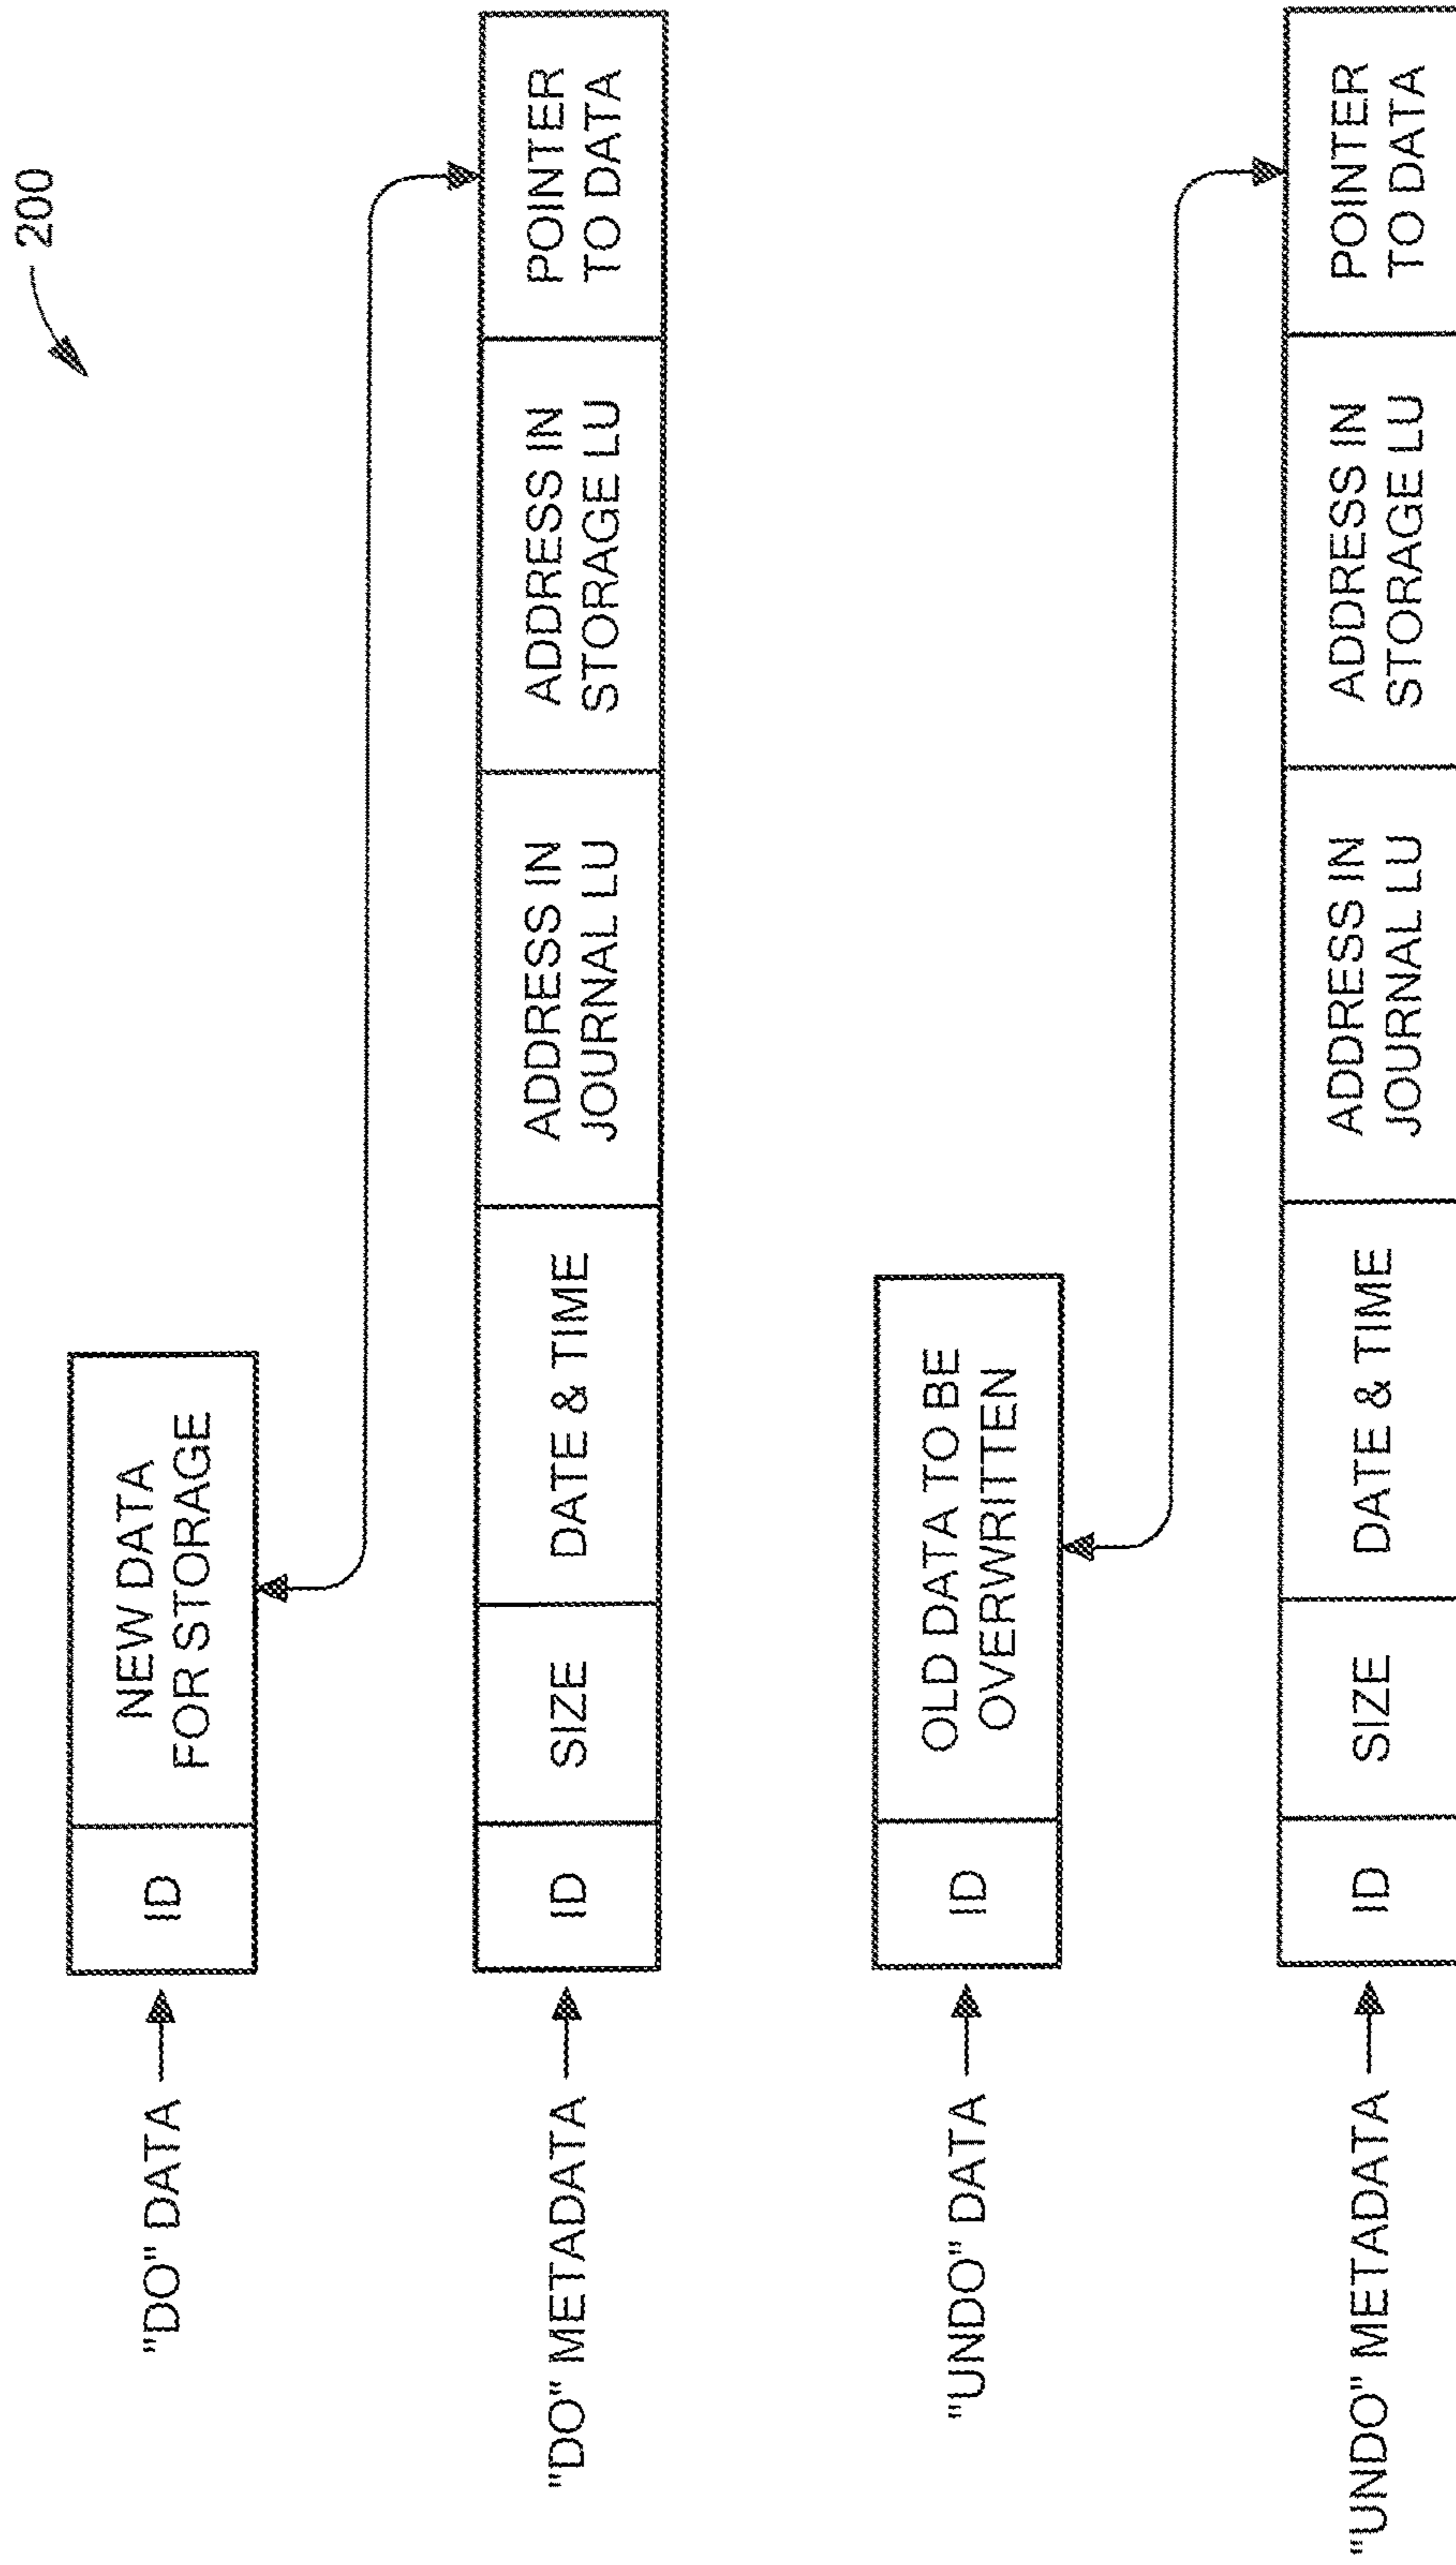 200
"DO" DATA
ID
NEW DATA
FOR STORAGE
"DO" METADATA
ID
SIZE
DATE & TIME
ADDRESS IN
JOURNAL LU
ADDRESS IN
STORAGE LU
POINTER
TO DATA
"UNDO" DATA
ID
OLD DATA TO BE
OVERWRITTEN
"UNDO" METADATA
ID
SIZE
DATE & TIME
ADDRESS IN
JOURNAL LU
ADDRESS IN
STORAGE LU
POINTER
TO DATA